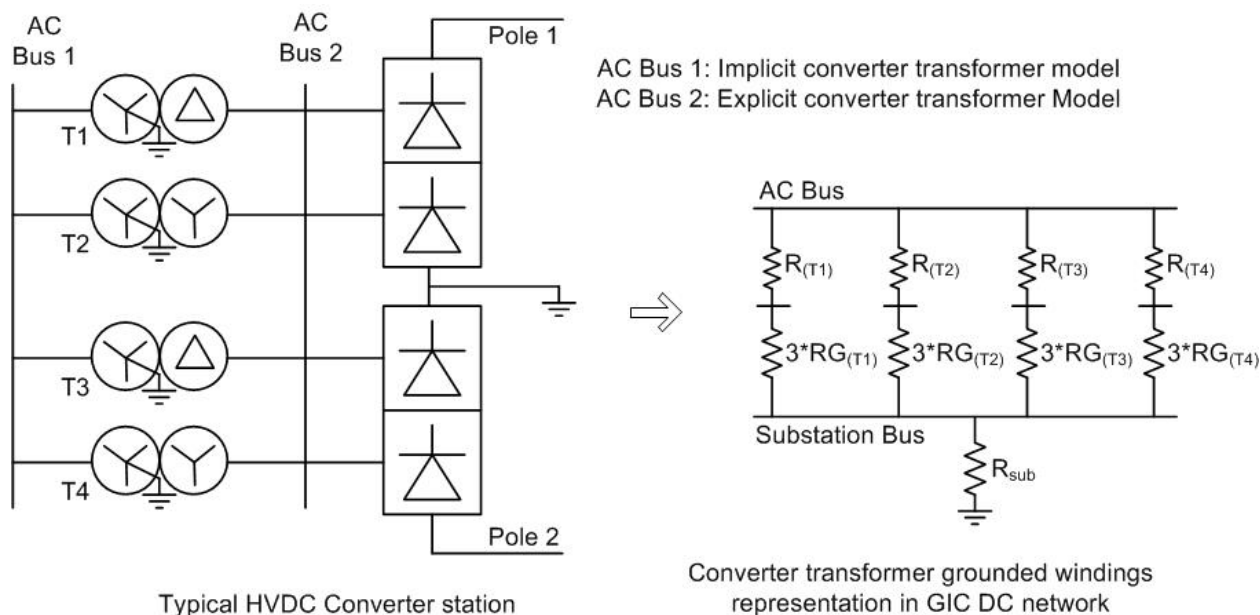 AC
Bus 1
AC
Bus 2
Pole 1
T1
T2
T3
T4
Pole 2
Typical HVDC Converter station
AC Bus 1: Implicit converter transformer model
AC Bus 2: Explicit converter transformer Model
AC Bus
R(T1) R(T2) R(T3) R(T4)
3*RG(T1) 3*RG(T2) 3*RG(T3) 3*RG(T4)
Substation Bus
Rsub
Converter transformer grounded windings
representation in GIC DC network